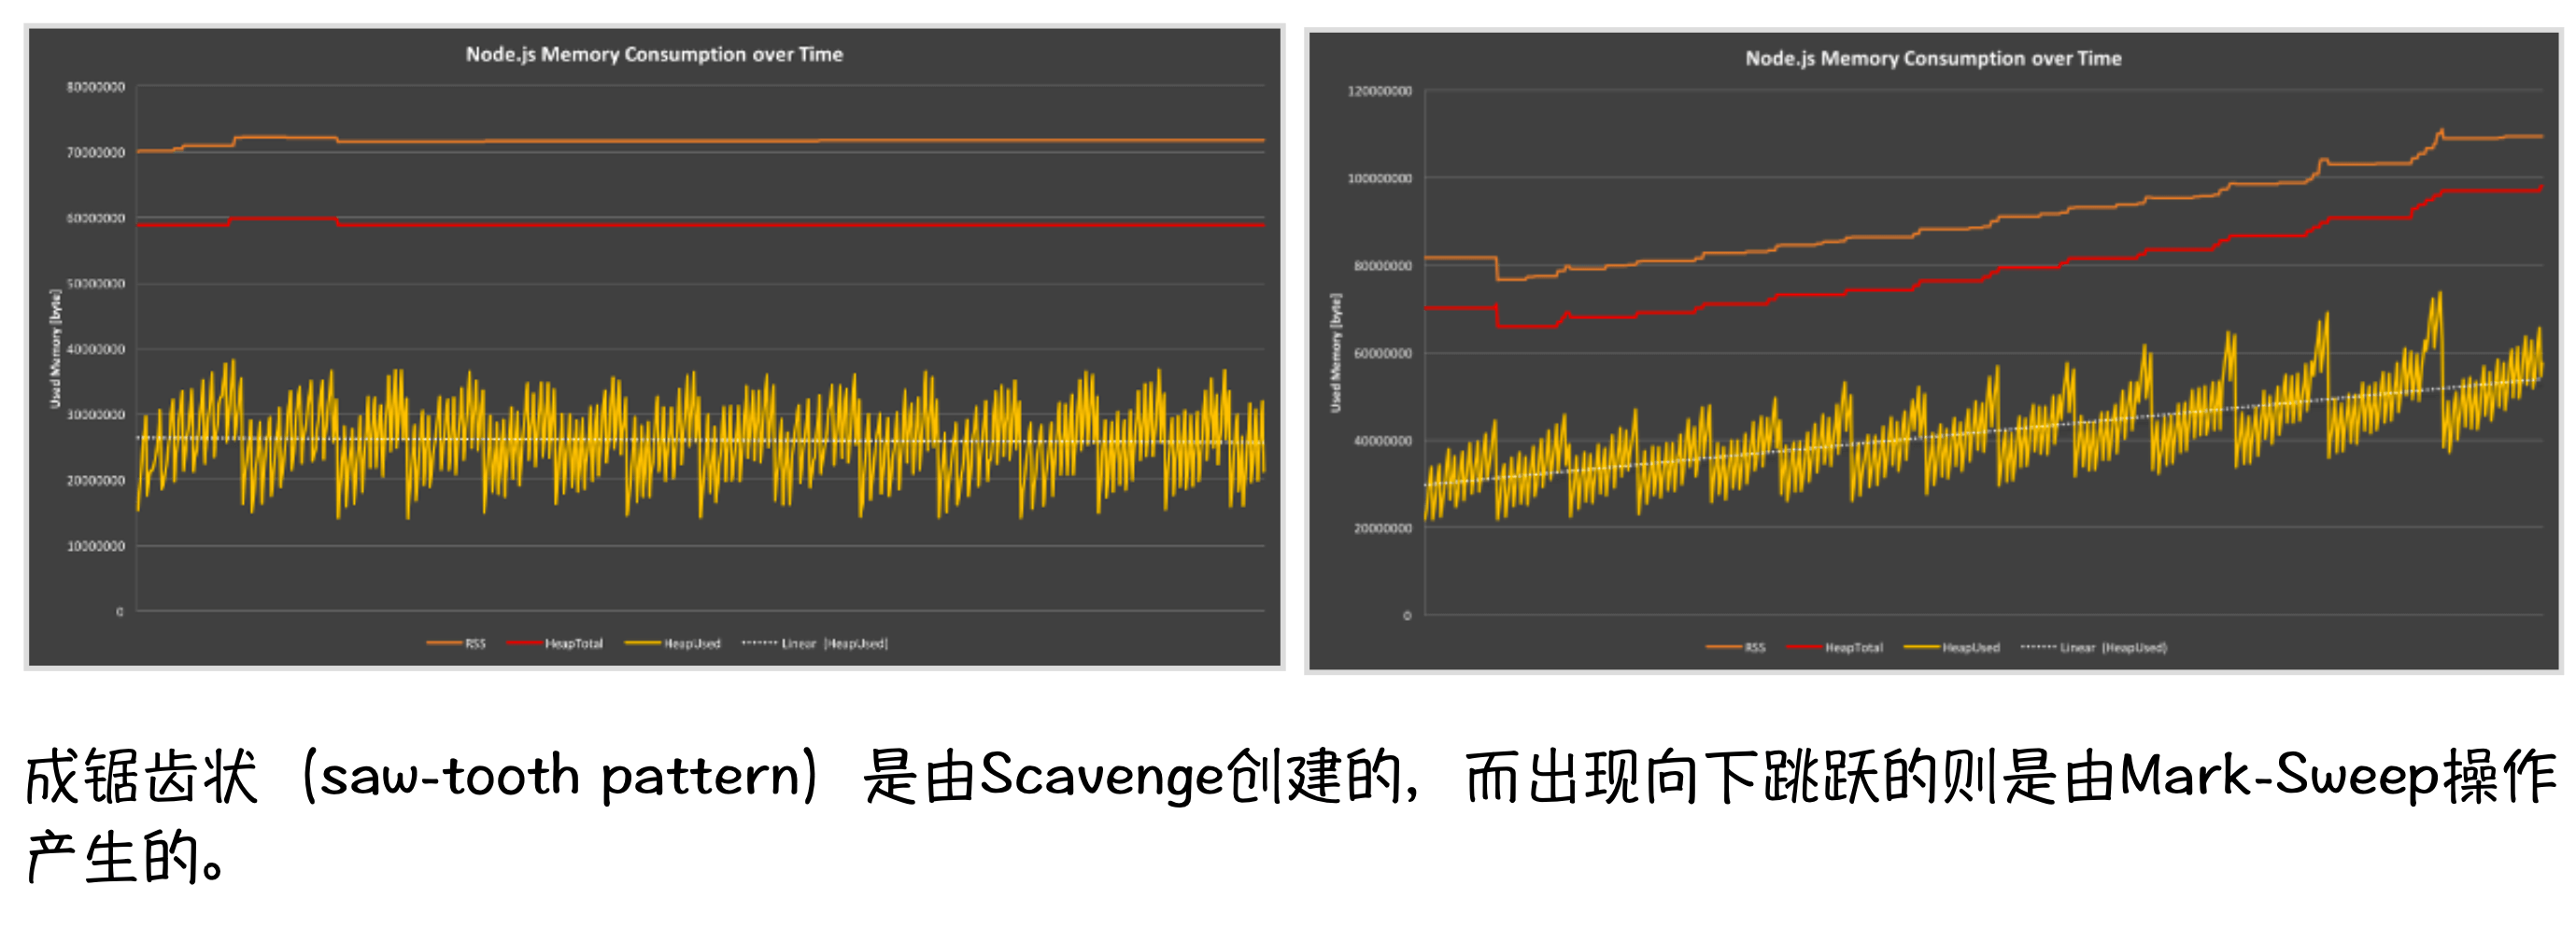 Node.js Memory Consumption over Time
80000000
70000000
60000000
50000000
40000000
30000000
20000000
10000000
0
Used Memory [byte]
RSS HeapTotal HeapUsed Linear (HeapUsed)
Node.js Memory Consumption over Time
120000000
100000000
80000000
60000000
40000000
20000000
0
Used Memory [byte]
RSS HeapTotal HeapUsed Linear (HeapUsed)
成锯齿状（saw-tooth pattern）是由Scavenge创建的，而出现向下跳跃的则是由Mark-Sweep操作
产生的。